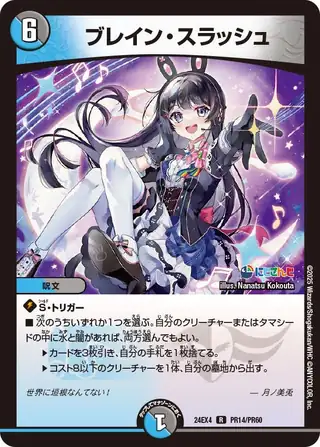 6
ブレイン・スラッシュ
にじさんじ
illus. Nanatsu Kokouta
©2025 Wizards/Shogakukan/WHC ©ANYCOLOR, Inc.
呪文
S・トリガー
■次のうちいずれか1つを選ぶ。自分のクリーチャーまたはタマシードの中に水と闇があれば、両方選んでもよい。
▶カードを3枚引き、自分の手札を1枚捨てる。
▶コスト8以下のクリーチャーを1体、自分の墓地から出す。
世界に垣根なんてない!
― 月ノ美兎
1
24EX4 R PR14/PR60